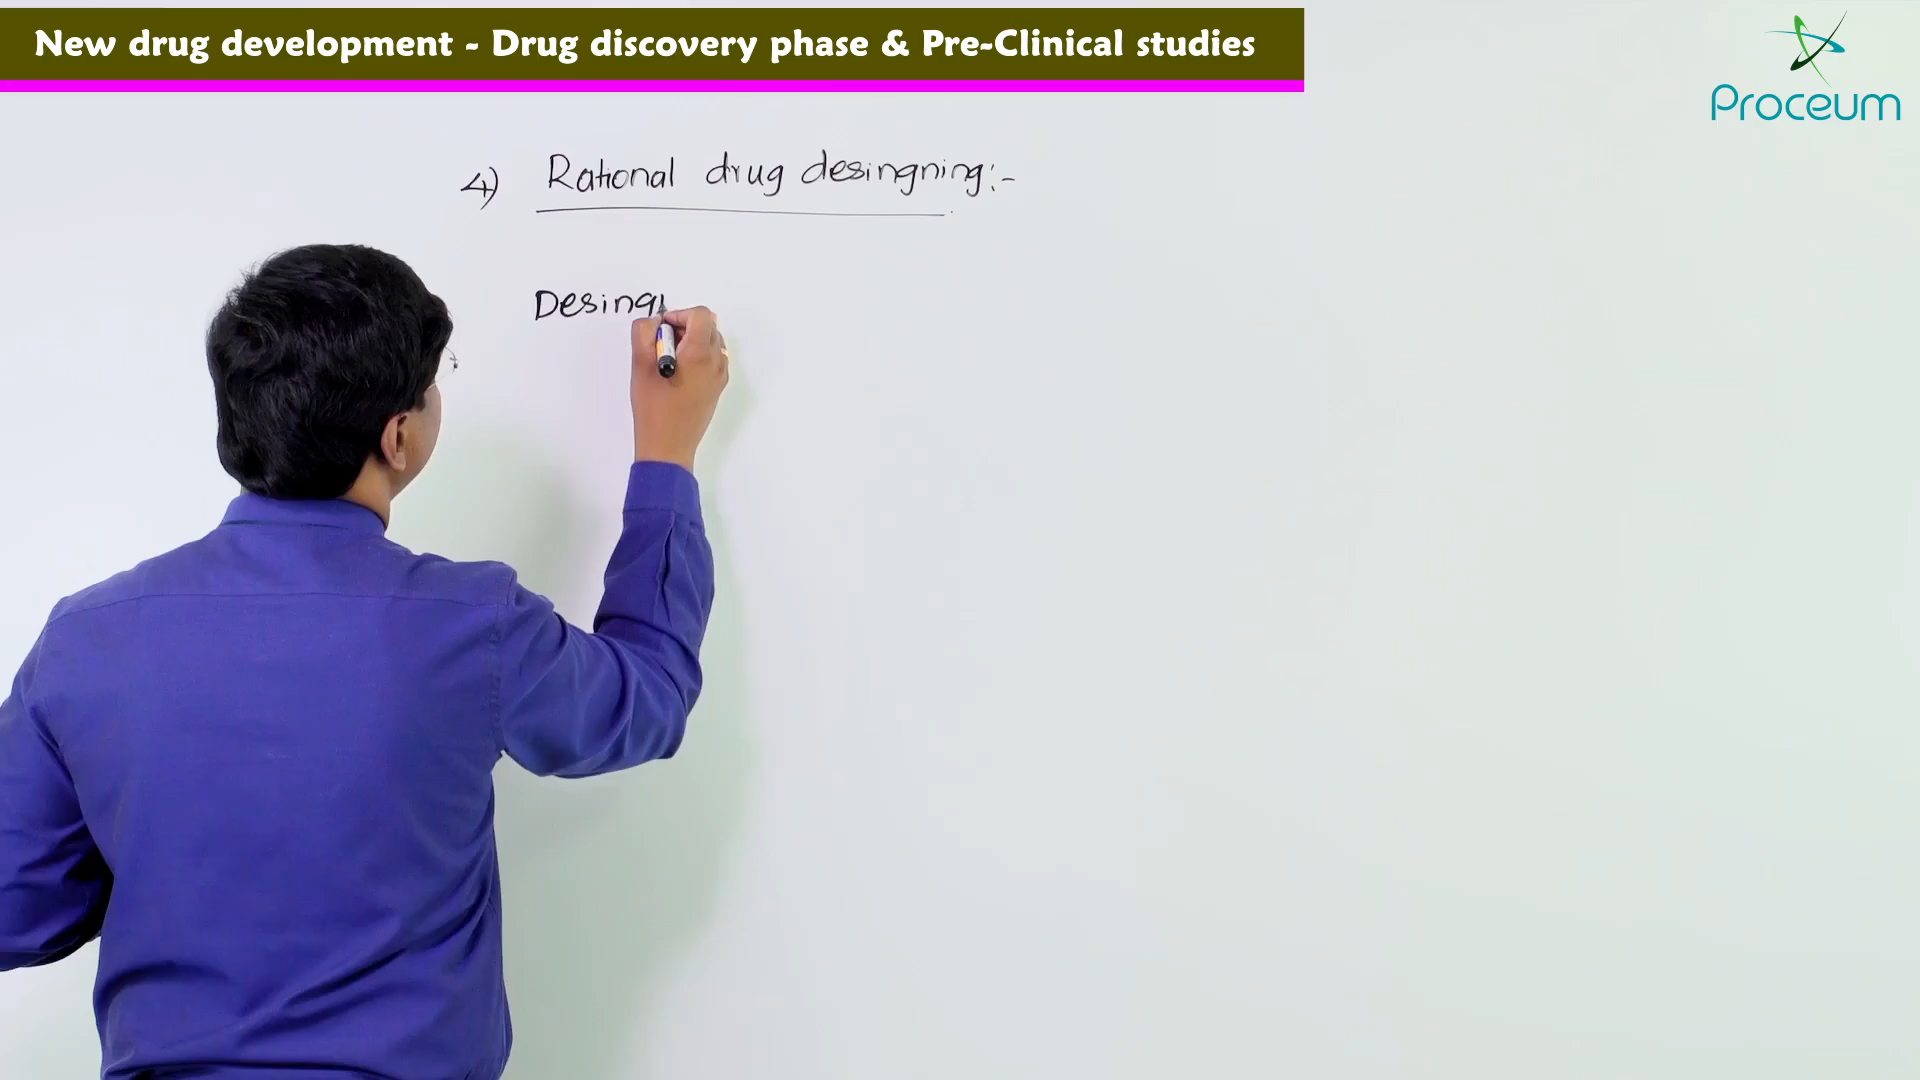 New drug development - Drug discovery phase & Pre-Clinical studies
Proceum
4) Rational drug desingning:-
Desing